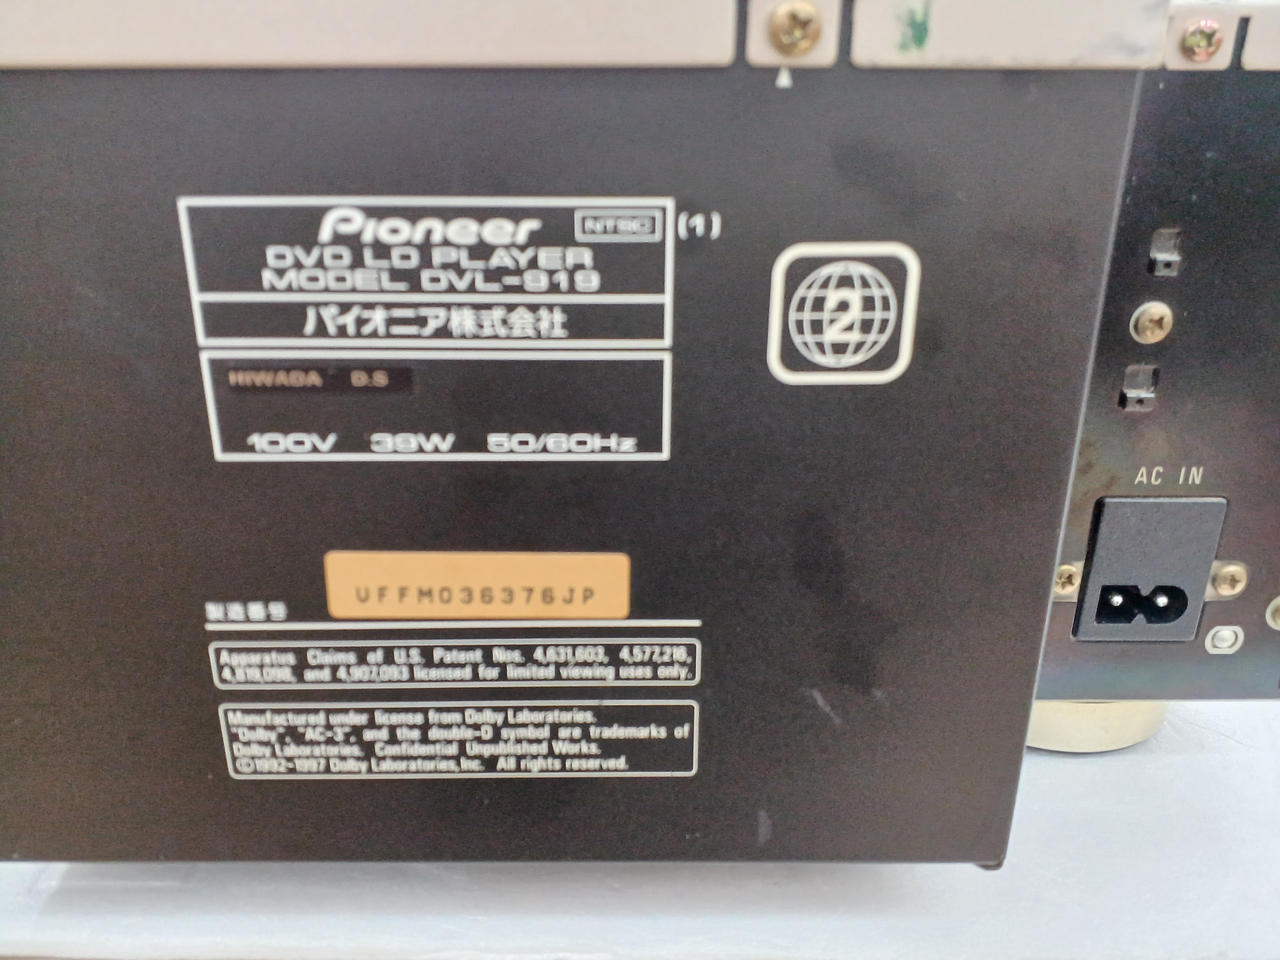 Pioneer NTSC (1)
DVD LD PLAYER
MODEL DVL-919
パイオニア株式会社
2
HIWADA D.S
100V 39W 50/60Hz
AC IN
UFFM036376JP
製造番号
Apparatus Claims of U.S. Patent Nos. 4,631,603, 4,577,216,
4,819,098, and 4,907,093 licensed for limited viewing uses only.
Manufactured under license from Dolby Laboratories.
"Dolby", "AC-3", and the double-D symbol are trademarks of
Dolby Laboratories. Confidential Unpublished Works.
©1992-1997 Dolby Laboratories, Inc. All rights reserved.